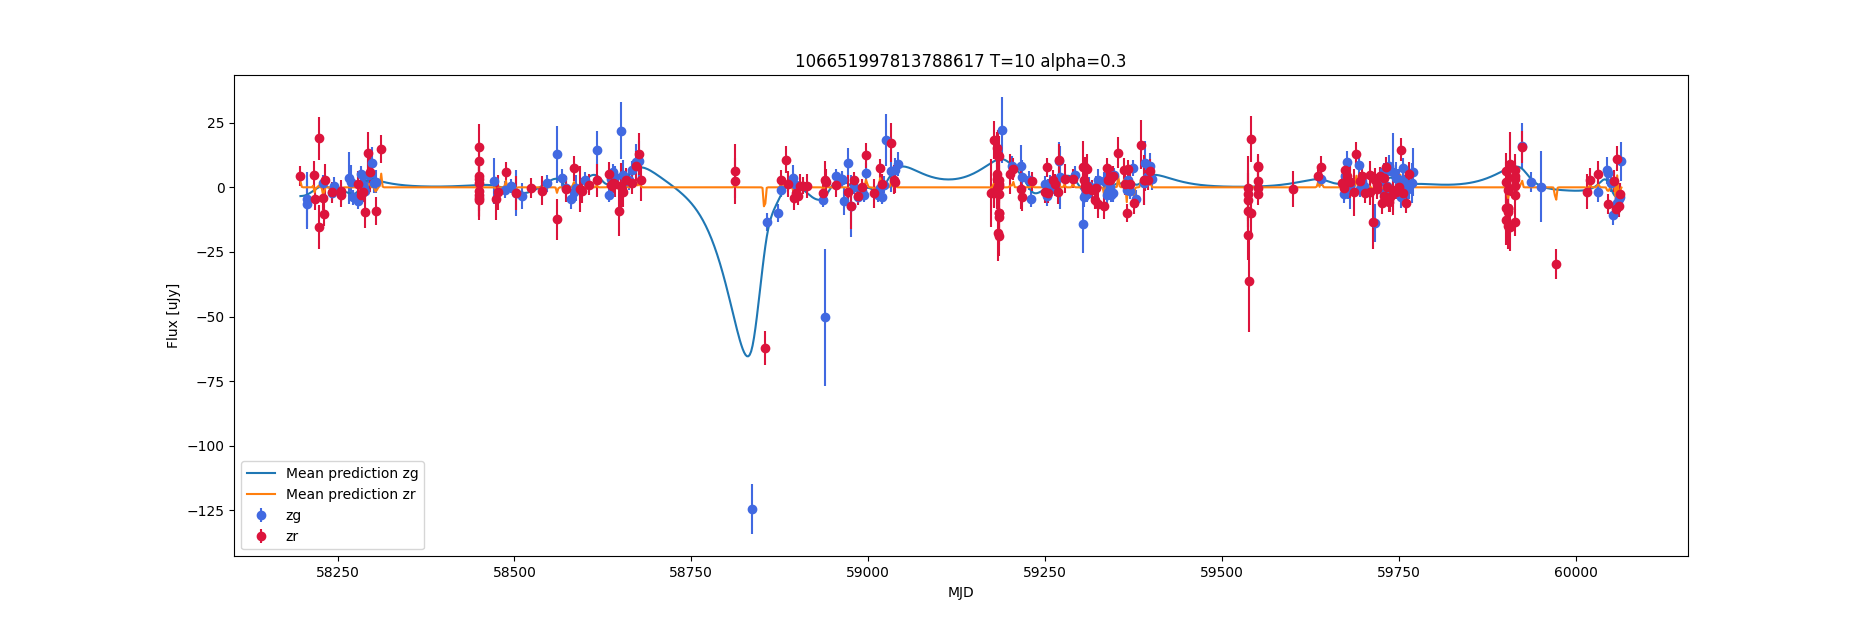 106651997813788617 T=10 alpha=0.3
Flux [uJy]
25
0
−25
−50
−75
−100
−125
Mean prediction zg
Mean prediction zr
zg
zr
58250 58500 58750 59000 59250 59500 59750 60000
MJD